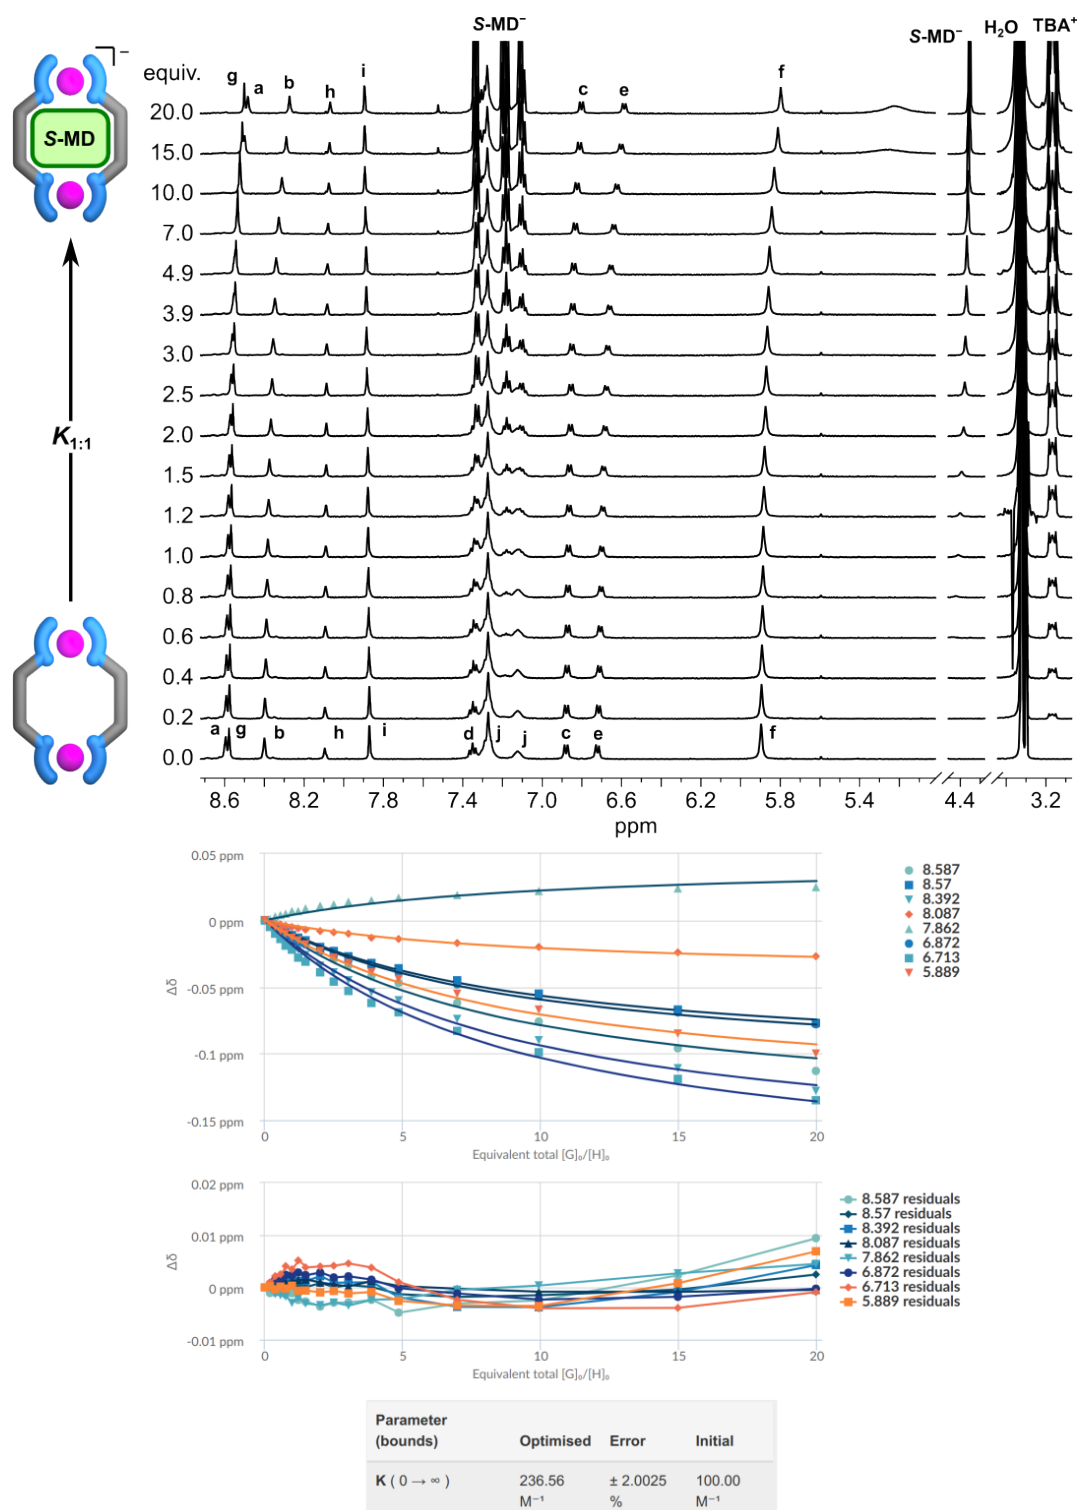 S-MD⁻
S-MD⁻ H₂O TBA⁺
equiv. g a b h i c e f
20.0
S-MD
15.0
10.0
7.0
4.9
3.9
3.0
2.5
2.0
K1:1
1.5
1.2
1.0
0.8
0.6
0.4
0.2
a g b h i d j j c e f
0.0
8.6 8.2 7.8 7.4 7.0 6.6 6.2 5.8 5.4 4.4 3.2
ppm
0.05 ppm
0 ppm
-0.05 ppm
-0.1 ppm
-0.15 ppm
Δδ
0 5 10 15 20
Equivalent total [G]₀/[H]₀
8.587
8.57
8.392
8.087
7.862
6.872
6.713
5.889
0.02 ppm
0.01 ppm
0 ppm
-0.01 ppm
Δδ
0 5 10 15 20
Equivalent total [G]₀/[H]₀
8.587 residuals
8.57 residuals
8.392 residuals
8.087 residuals
7.862 residuals
6.872 residuals
6.713 residuals
5.889 residuals
Parameter
(bounds) Optimised Error Initial
K ( 0 → ∞ ) 236.56 ± 2.0025 100.00
M⁻¹ % M⁻¹